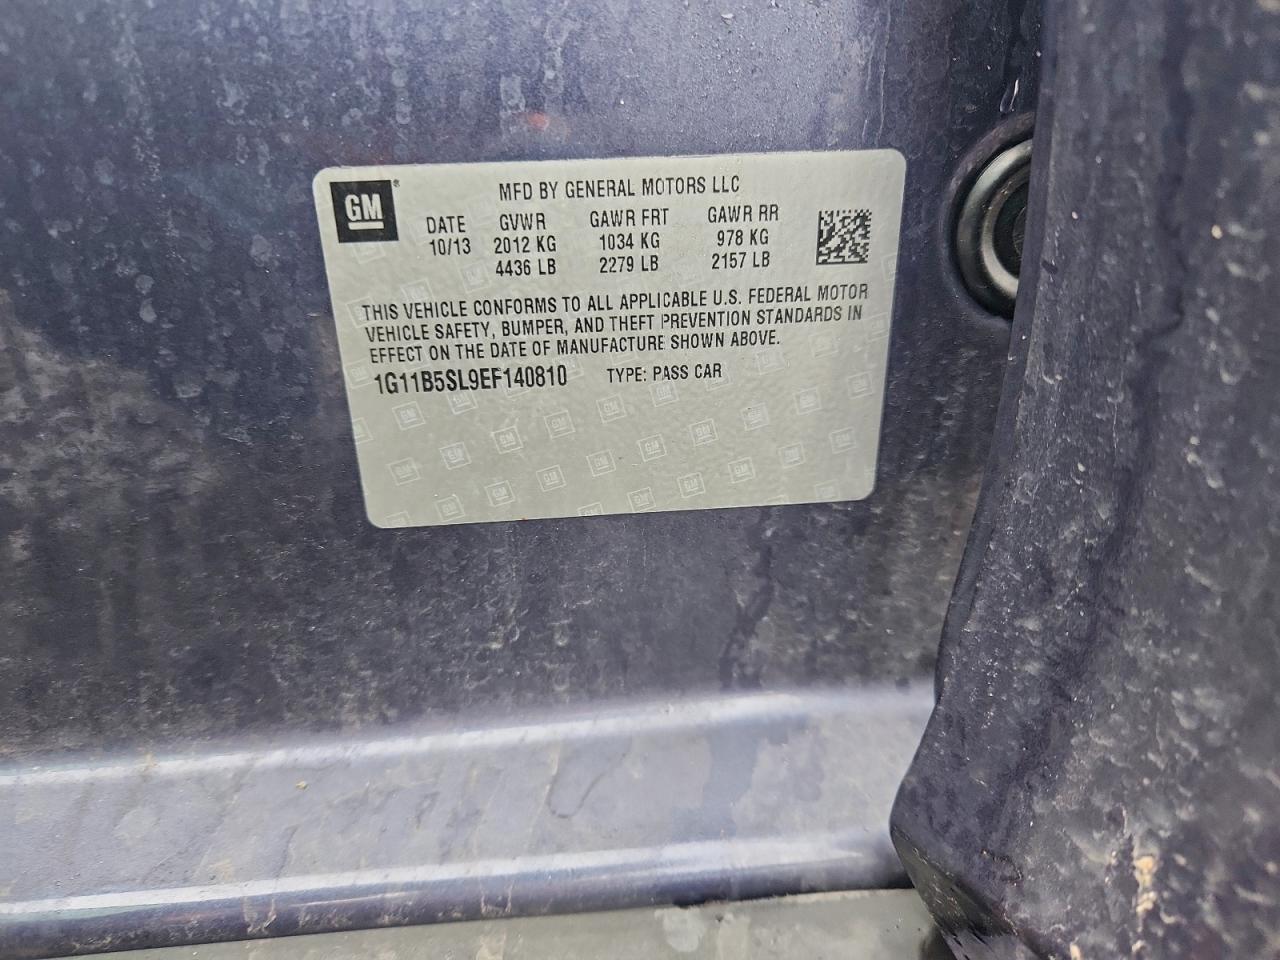 GM®
MFD BY GENERAL MOTORS LLC
DATE GVWR GAWR FRT GAWR RR
10/13 2012 KG 1034 KG 978 KG
4436 LB 2279 LB 2157 LB
THIS VEHICLE CONFORMS TO ALL APPLICABLE U.S. FEDERAL MOTOR
VEHICLE SAFETY, BUMPER, AND THEFT PREVENTION STANDARDS IN
EFFECT ON THE DATE OF MANUFACTURE SHOWN ABOVE.
1G11B5SL9EF140810 TYPE: PASS CAR